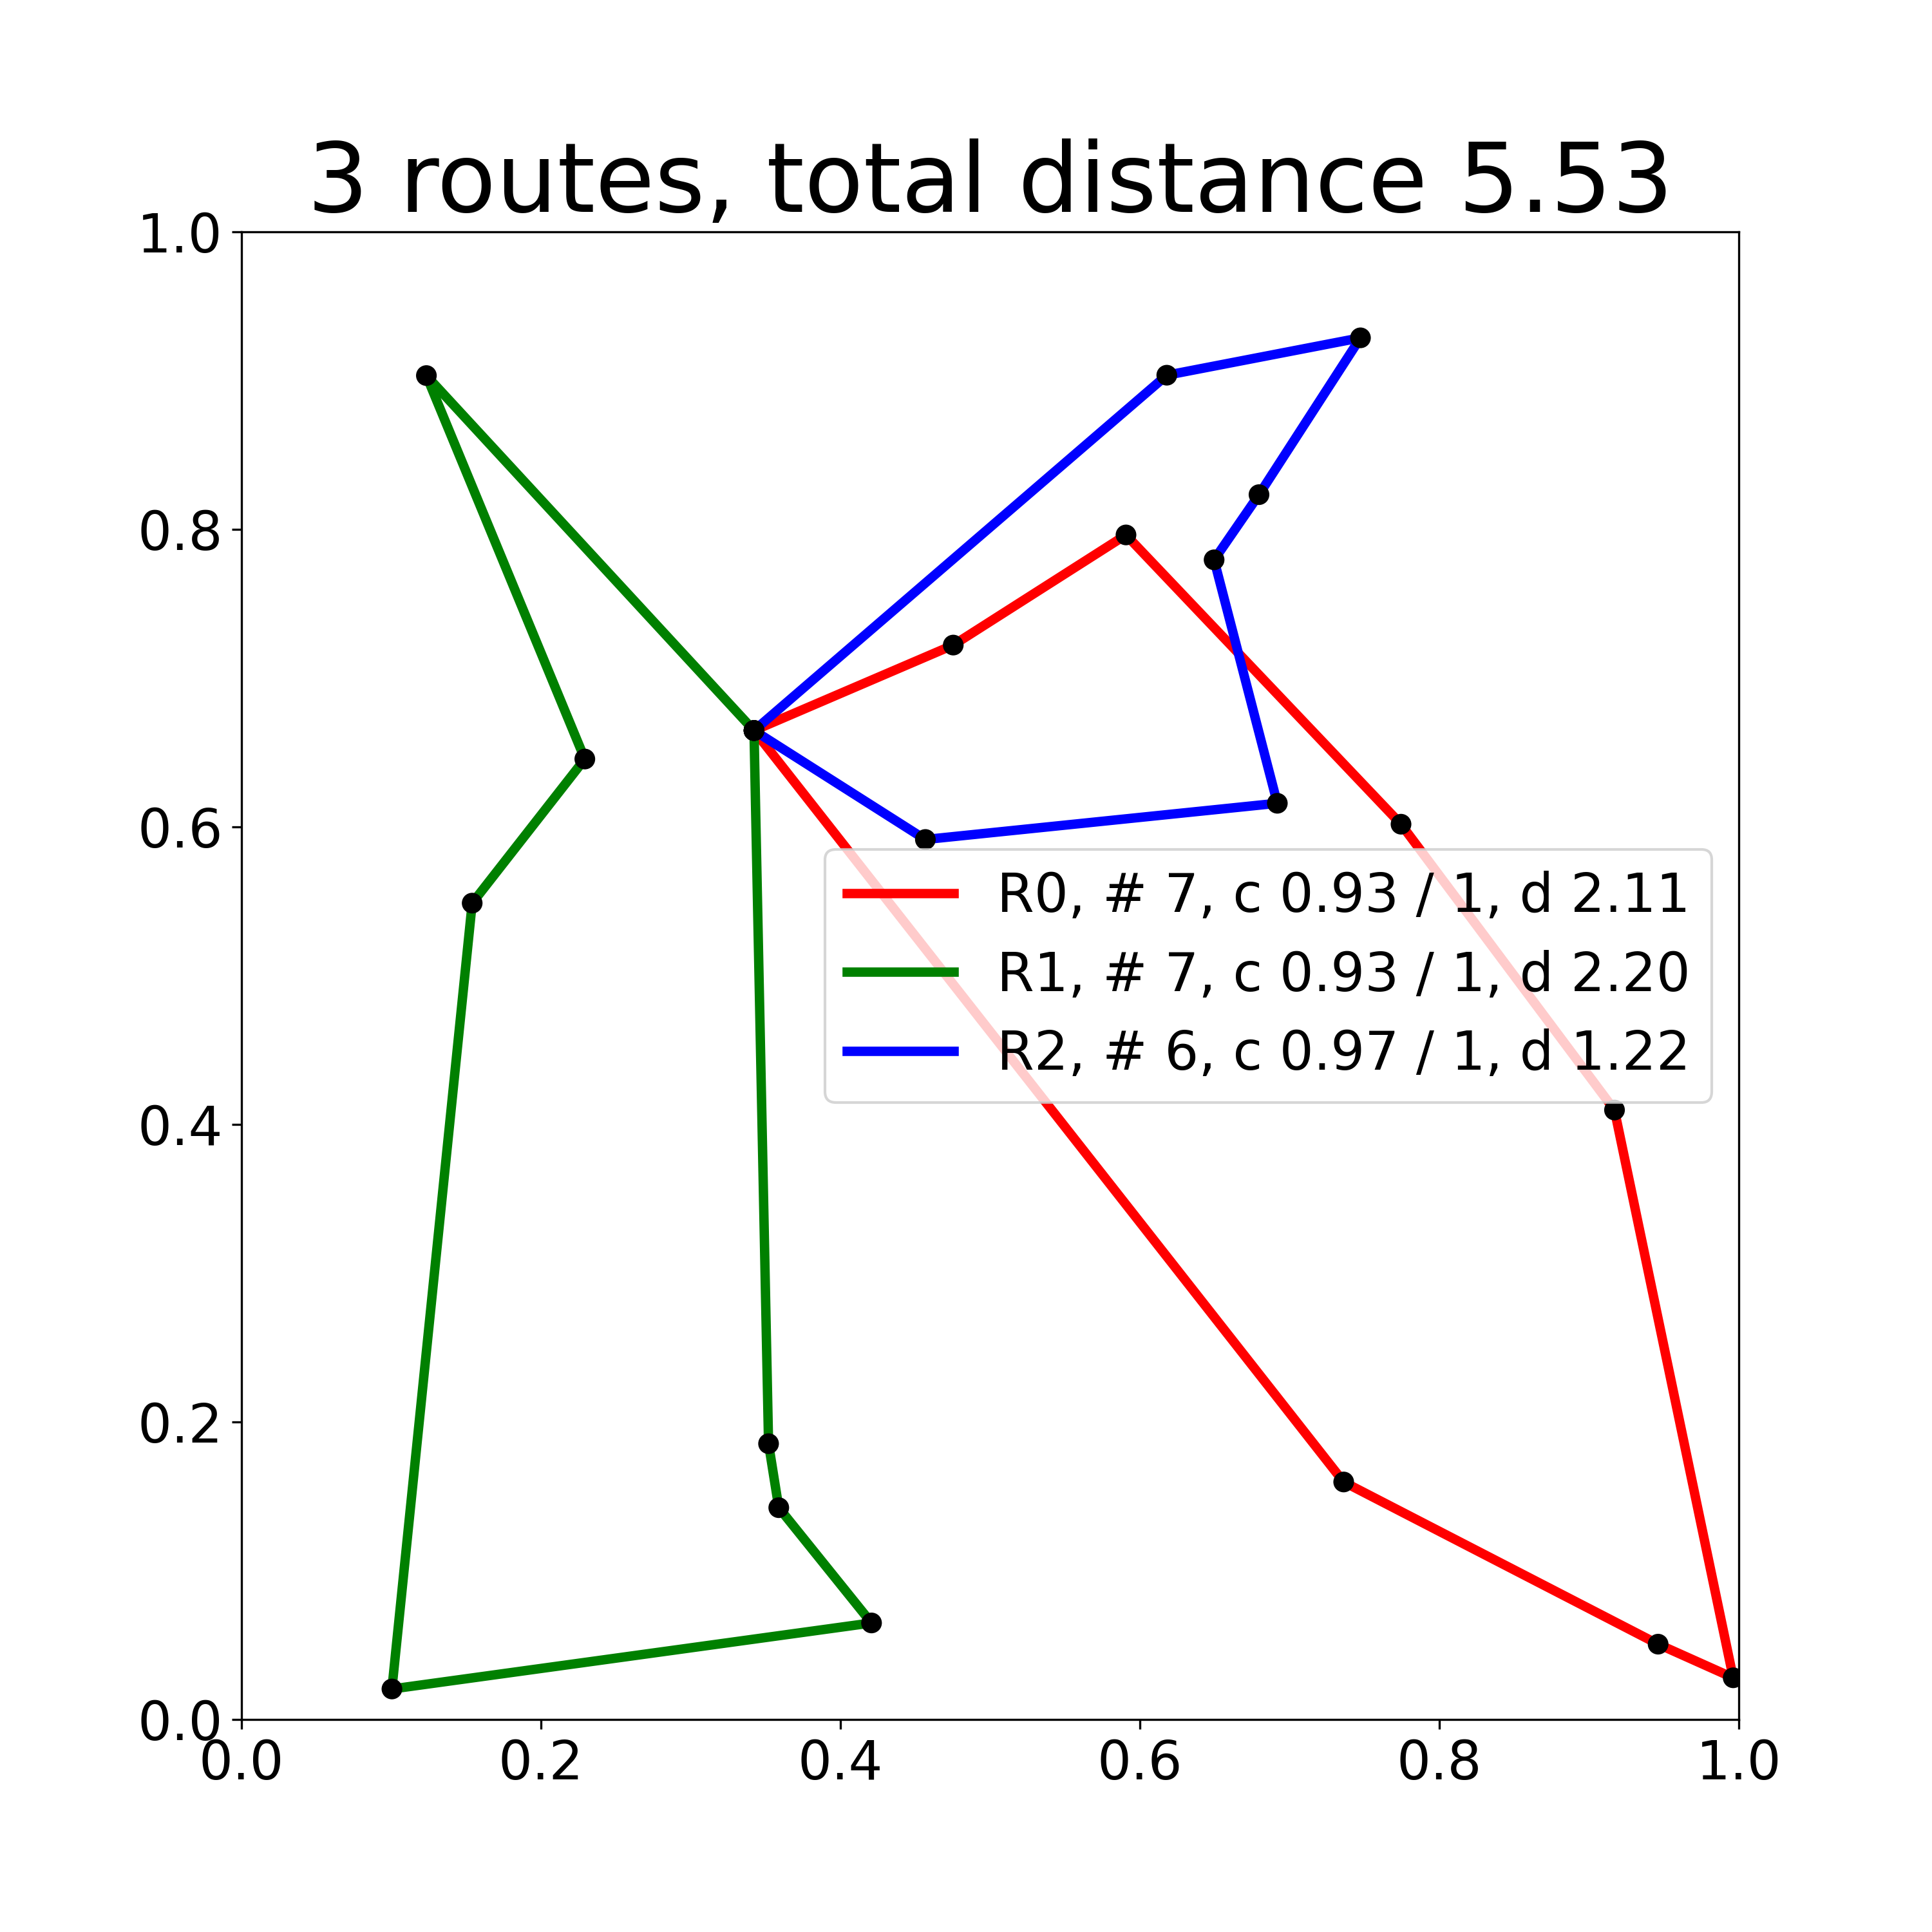 3 routes, total distance 5.53
1.0
0.8
0.6
R0, # 7, c 0.93 / 1, d 2.11
R1, # 7, c 0.93 / 1, d 2.20
R2, # 6, c 0.97 / 1, d 1.22
0.4
0.2
0.0
0.0 0.2 0.4 0.6 0.8 1.0